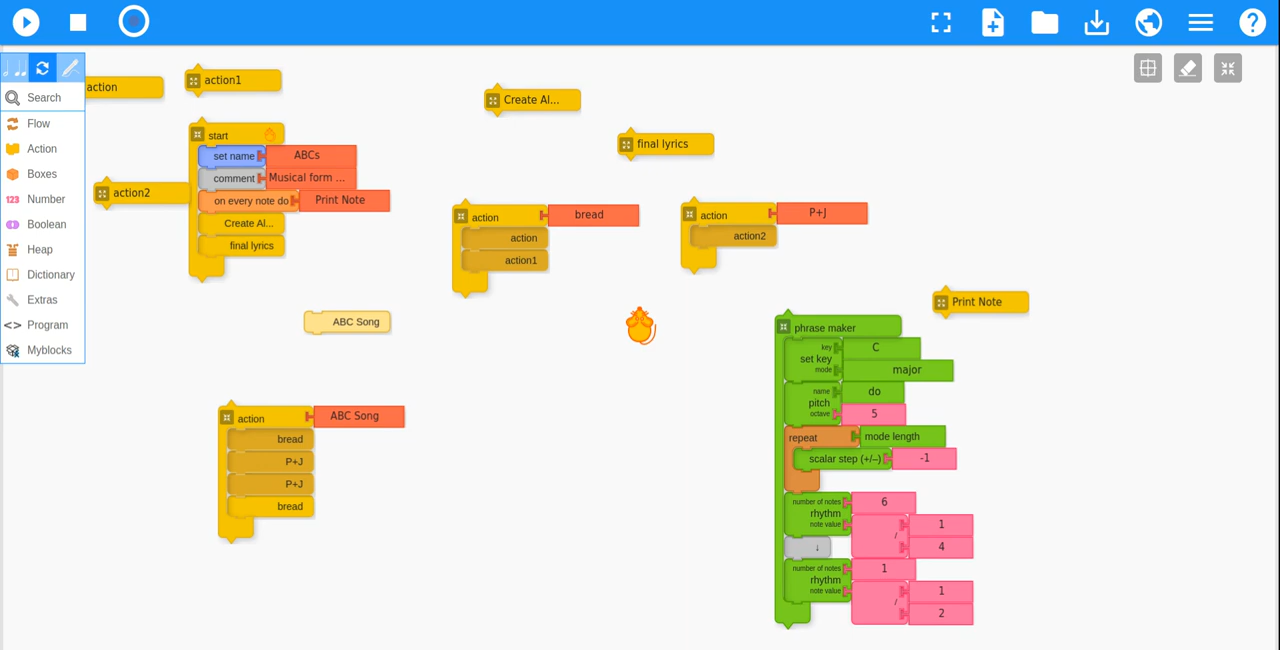 action
action1
Search
Flow
Action
Boxes
123 Number
Boolean
Heap
Dictionary
Extras
<> Program
Myblocks
action2
start
set name ABCs
comment Musical form ...
on every note do Print Note
Create Al...
final lyrics
Create Al...
final lyrics
action bread
action
action1
action P+J
action2
ABC Song
Print Note
action ABC Song
bread
P+J
P+J
bread
phrase maker
key C
set key
mode major
name do
pitch
octave 5
repeat mode length
scalar step (+/–) -1
number of notes 6
rhythm
note value / 1
4
↓
number of notes 1
rhythm
note value / 1
2